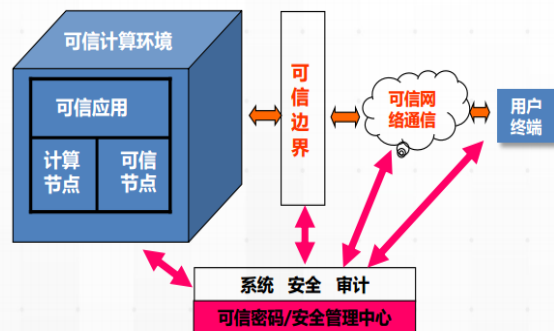 可信计算环境
可信应用
计算
节点
可信
节点
可
信
边
界
可信网
络通信
用户
终端
系统 安全 审计
可信密码/安全管理中心